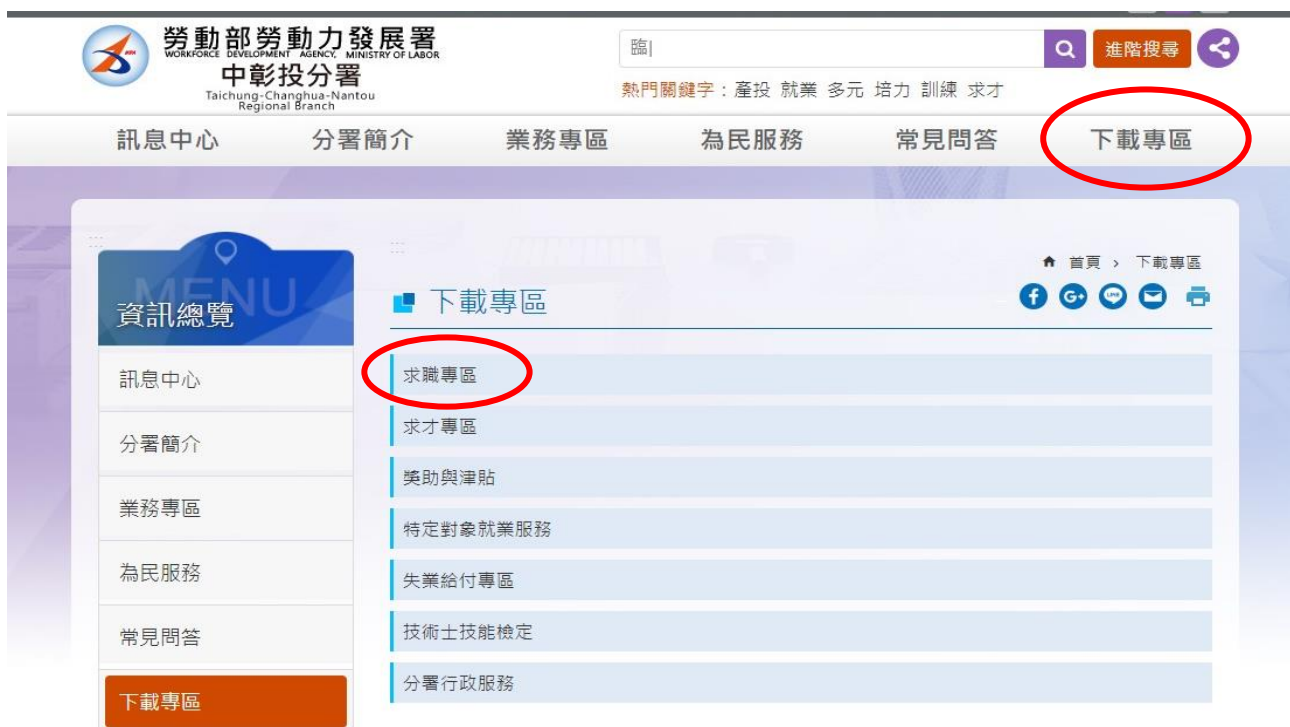 勞動部勞動力發展署
WORKFORCE DEVELOPMENT AGENCY, MINISTRY OF LABOR
中彰投分署
Taichung-Changhua-Nantou
Regional Branch
臨
進階搜尋
熱門關鍵字：產投 就業 多元 培力 訓練 求才
訊息中心 分署簡介 業務專區 為民服務 常見問答 下載專區
首頁 › 下載專區
MENU
資訊總覽
下載專區
訊息中心
分署簡介
業務專區
為民服務
常見問答
下載專區
求職專區
求才專區
獎助與津貼
特定對象就業服務
失業給付專區
技術士技能檢定
分署行政服務